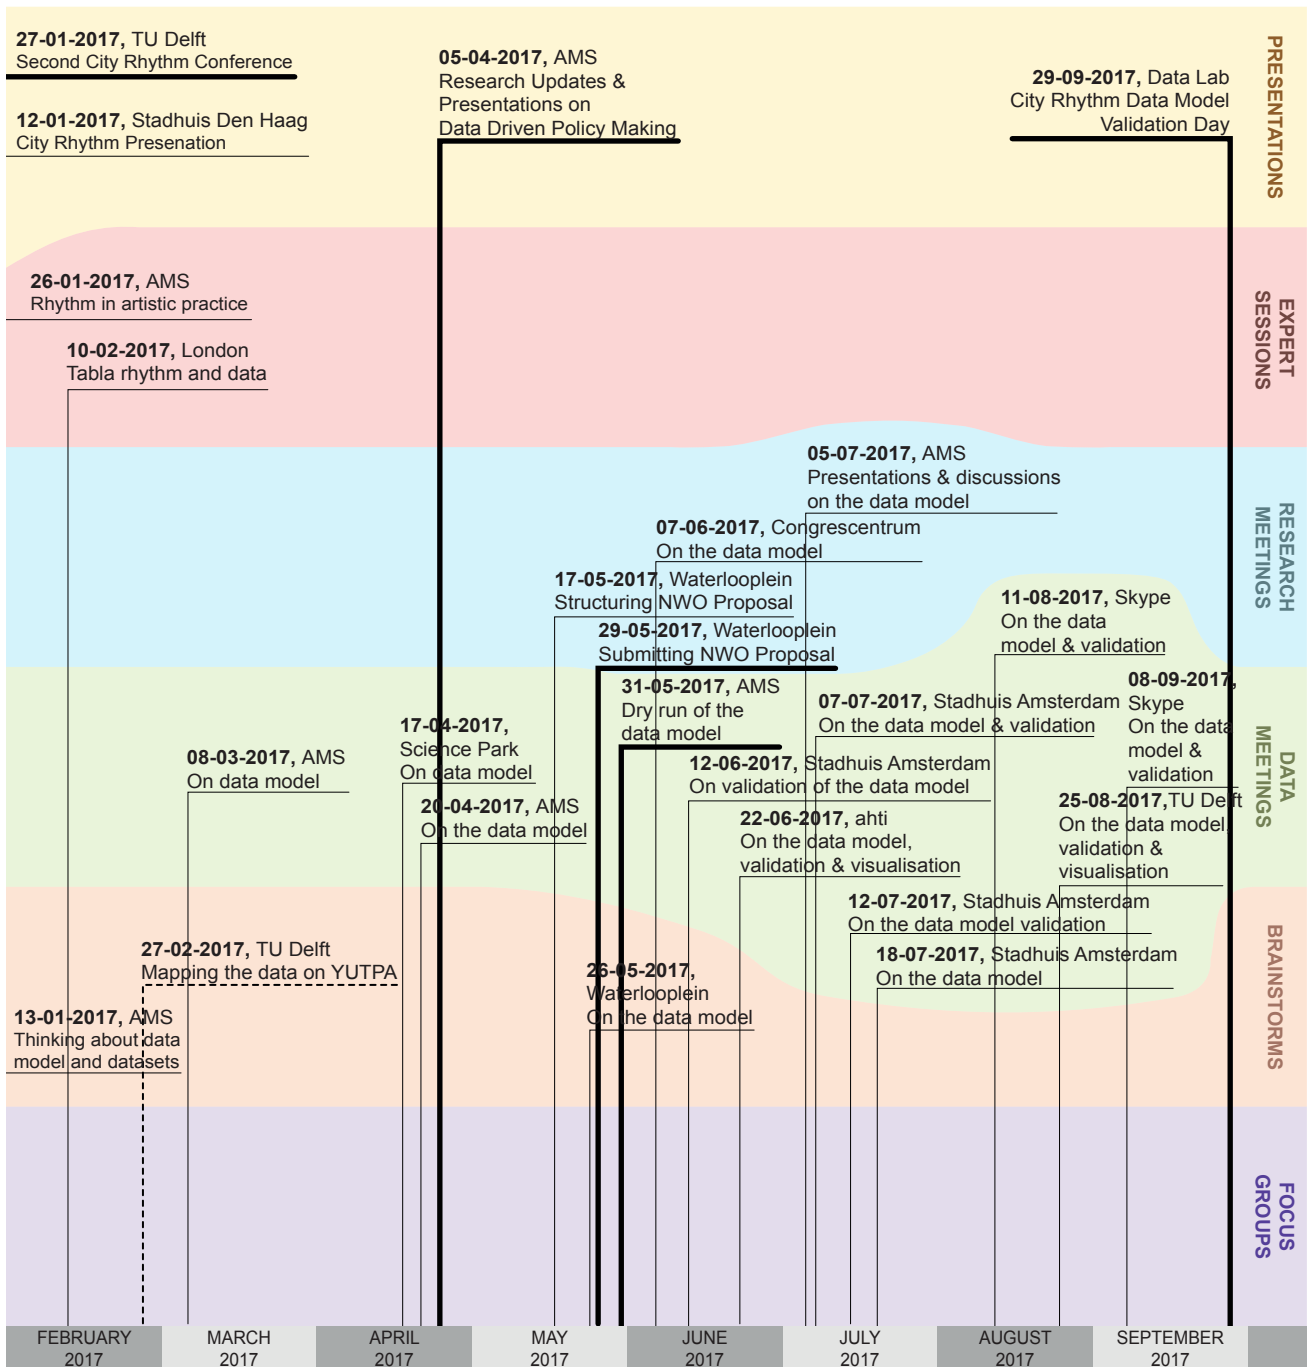 27-01-2017, TU Delft
Second City Rhythm Conference
12-01-2017, Stadhuis Den Haag
City Rhythm Presenation
05-04-2017, AMS
Research Updates &
Presentations on
Data Driven Policy Making
29-09-2017, Data Lab
City Rhythm Data Model
Validation Day
PRESENTATIONS
26-01-2017, AMS
Rhythm in artistic practice
10-02-2017, London
Tabla rhythm and data
EXPERT
SESSIONS
05-07-2017, AMS
Presentations & discussions
on the data model
07-06-2017, Congrescentrum
On the data model
17-05-2017, Waterlooplein
Structuring NWO Proposal
29-05-2017, Waterlooplein
Submitting NWO Proposal
11-08-2017, Skype
On the data
model & validation
RESEARCH
MEETINGS
31-05-2017, AMS
Dry run of the
data model
07-07-2017, Stadhuis Amsterdam
On the data model & validation
08-09-2017,
Skype
On the data
model &
validation
17-04-2017,
Science Park
On data model
08-03-2017, AMS
On data model
20-04-2017, AMS
On the data model
12-06-2017, Stadhuis Amsterdam
On validation of the data model
22-06-2017, ahti
On the data model,
validation & visualisation
25-08-2017,TU Delft
On the data model,
validation &
visualisation
DATA
MEETINGS
12-07-2017, Stadhuis Amsterdam
On the data model validation
18-07-2017, Stadhuis Amsterdam
On the data model
27-02-2017, TU Delft
Mapping the data on YUTPA
26-05-2017,
Waterlooplein
On the data model
13-01-2017, AMS
Thinking about data
model and datasets
BRAINSTORMS
FOCUS
GROUPS
FEBRUARY
2017
MARCH
2017
APRIL
2017
MAY
2017
JUNE
2017
JULY
2017
AUGUST
2017
SEPTEMBER
2017